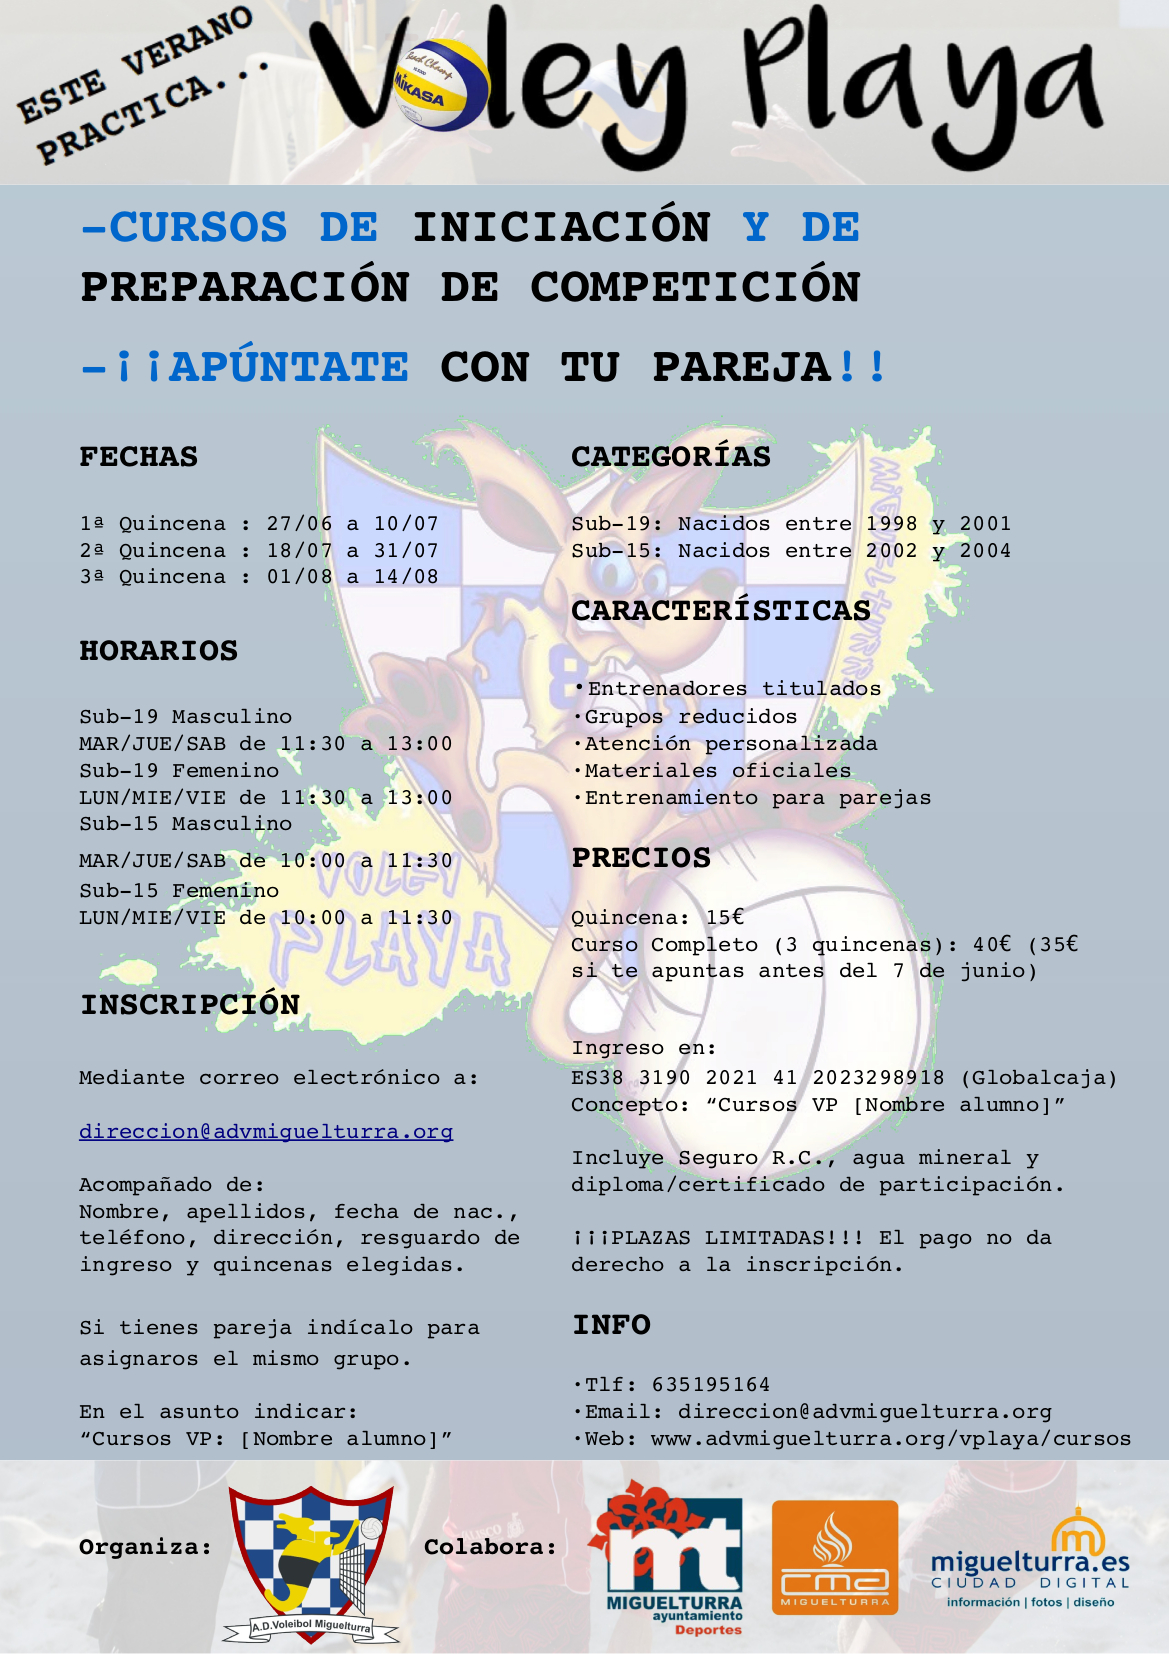 ESTE VERANO
PRACTICA...
Voley Playa
Beach Champ
MIKASA
-CURSOS DE INICIACIÓN Y DE
PREPARACIÓN DE COMPETICIÓN
-¡¡APÚNTATE CON TU PAREJA!!
FECHAS
1ª Quincena : 27/06 a 10/07
2ª Quincena : 18/07 a 31/07
3ª Quincena : 01/08 a 14/08
HORARIOS
Sub-19 Masculino
MAR/JUE/SAB de 11:30 a 13:00
Sub-19 Femenino
LUN/MIE/VIE de 11:30 a 13:00
Sub-15 Masculino
MAR/JUE/SAB de 10:00 a 11:30
Sub-15 Femenino
LUN/MIE/VIE de 10:00 a 11:30
VOLEY
PLAYA
INSCRIPCIÓN
Mediante correo electrónico a:
direccion@advmiguelturra.org
Acompañado de:
Nombre, apellidos, fecha de nac.,
teléfono, dirección, resguardo de
ingreso y quincenas elegidas.
Si tienes pareja indícalo para
asignaros el mismo grupo.
En el asunto indicar:
“Cursos VP: [Nombre alumno]”
CATEGORÍAS
Sub-19: Nacidos entre 1998 y 2001
Sub-15: Nacidos entre 2002 y 2004
8
CARACTERÍSTICAS
•Entrenadores titulados
·Grupos reducidos
·Atención personalizada
·Materiales oficiales
·Entrenamiento para parejas
PRECIOS
Quincena: 15€
Curso Completo (3 quincenas): 40€ (35€
si te apuntas antes del 7 de junio)
Ingreso en:
ES38 3190 2021 41 2023298918 (Globalcaja)
Concepto: “Cursos VP [Nombre alumno]”
Incluye Seguro R.C., agua mineral y
diploma/certificado de participación.
¡¡¡PLAZAS LIMITADAS!!! El pago no da
derecho a la inscripción.
INFO
·Tlf: 635195164
·Email: direccion@advmiguelturra.org
·Web: www.advmiguelturra.org/vplaya/cursos
Organiza:
A.D.Voleibol Miguelturra
Colabora:
mt
MIGUELTURRA
ayuntamiento
Deportes
rma
MIGUELTURRA
m
miguelturra.es
CIUDAD DIGITAL
información | fotos | diseño